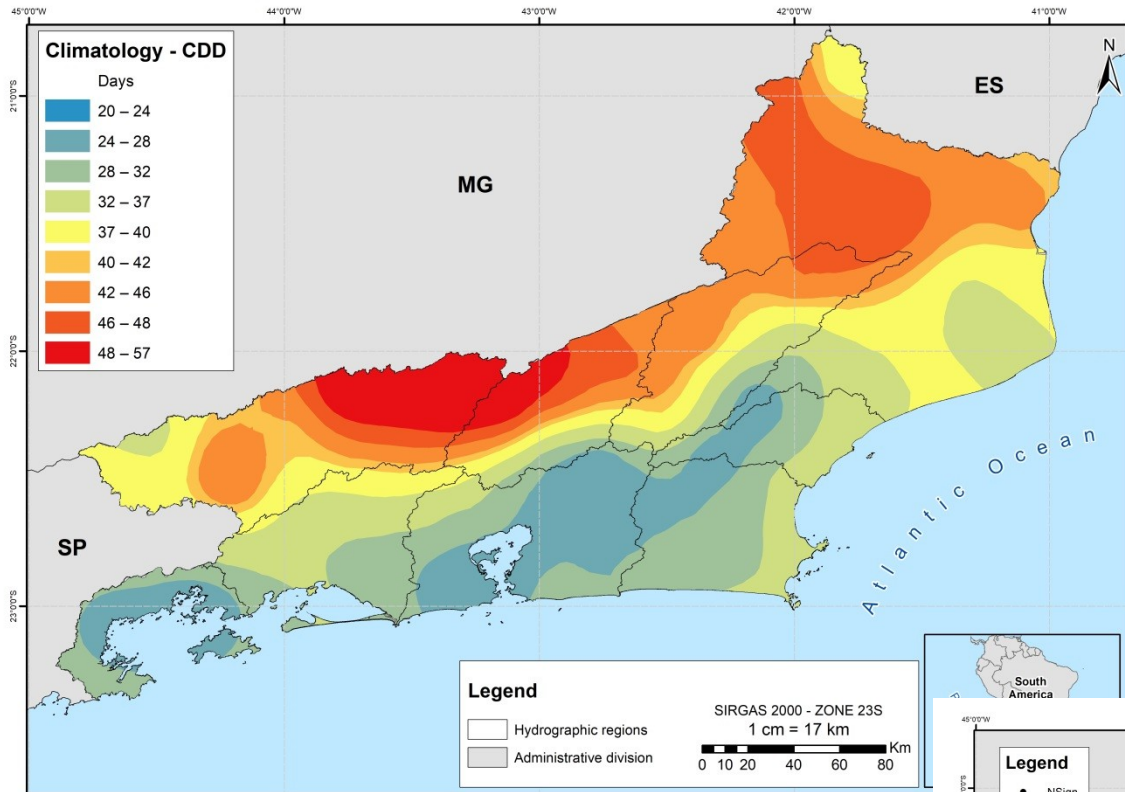 45°0'0"W 44°0'0"W 43°0'0"W 42°0'0"W 41°0'0"W
Climatology - CDD
Days
20 – 24
24 – 28
28 – 32
32 – 37
37 – 40
40 – 42
42 – 46
46 – 48
48 – 57
N
ES
MG
SP
21°0'0"S
22°0'0"S
23°0'0"S
Atlantic Ocean
Legend
Hydrographic regions
Administrative division
SIRGAS 2000 - ZONE 23S
1 cm = 17 km
Km
0 10 20 40 60 80
South
America
45°0'0"W
Legend